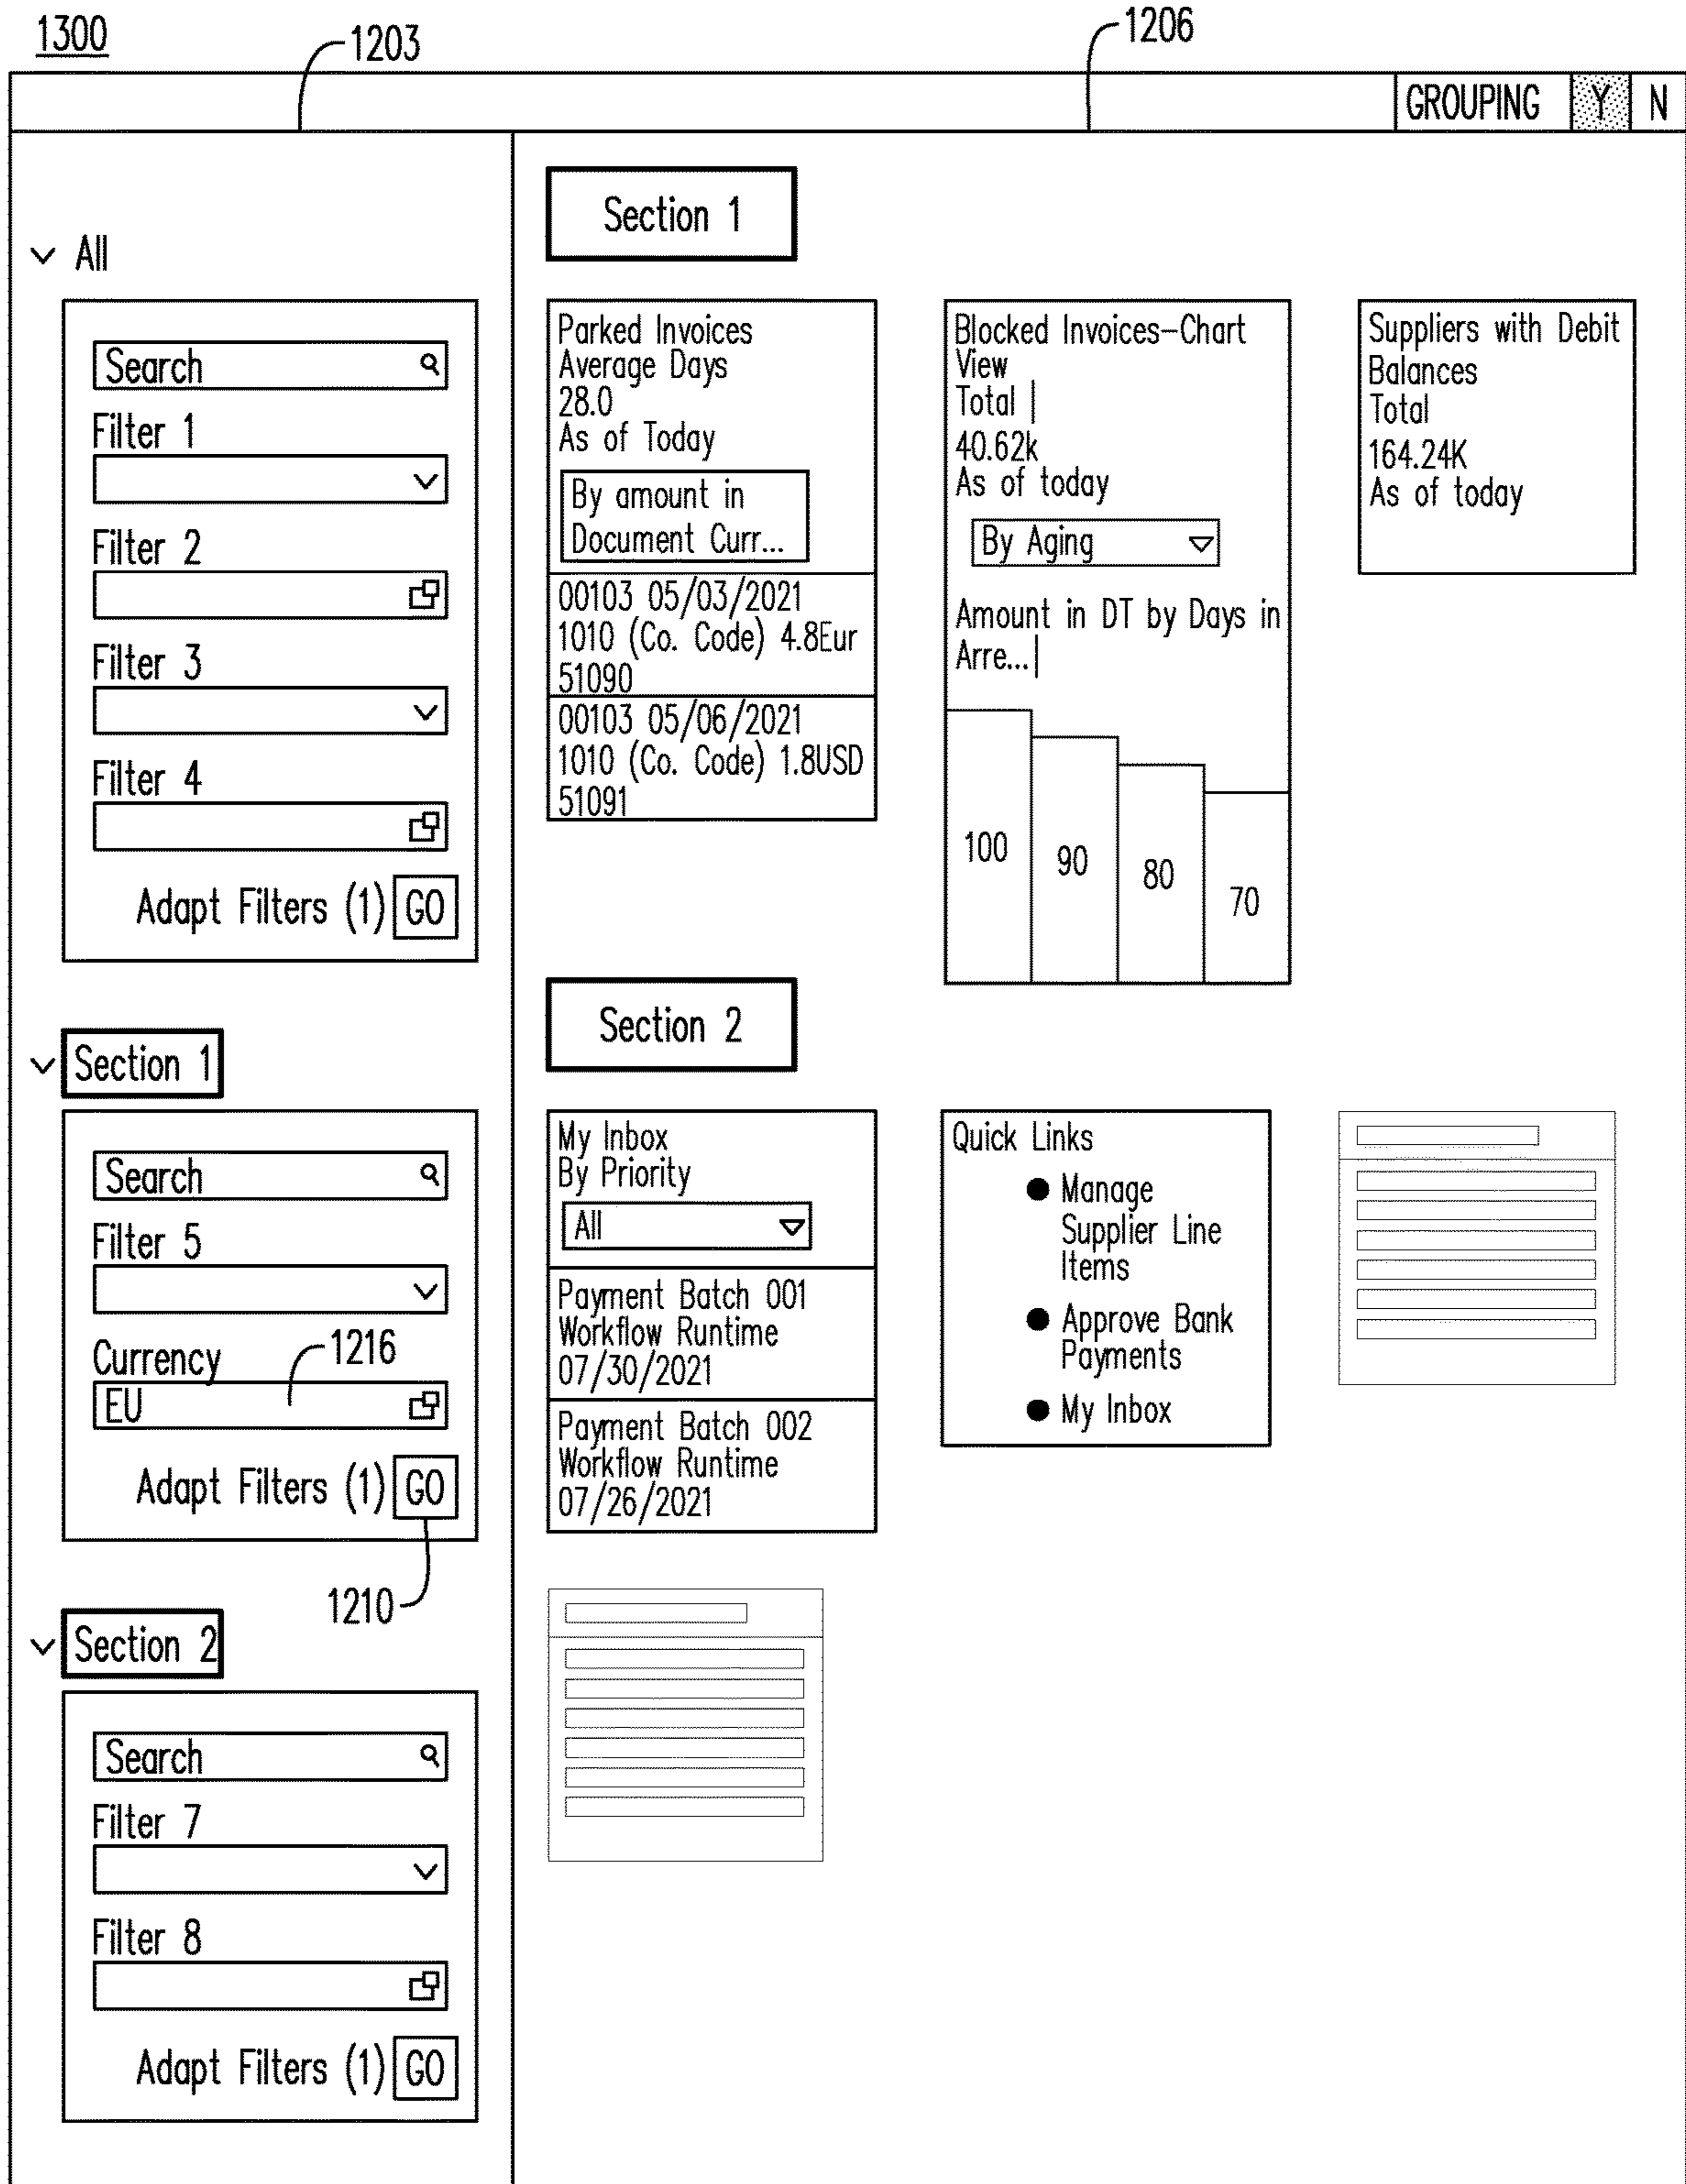 1300
1203
1206
GROUPING Y N
All
Search
Filter 1
Filter 2
Filter 3
Filter 4
Adapt Filters (1) GO
Section 1
Search
Filter 5
Currency
1216
EU
Adapt Filters (1) GO
1210
Section 2
Search
Filter 7
Filter 8
Adapt Filters (1) GO
Section 1
Parked Invoices
Average Days
28.0
As of Today
By amount in
Document Curr...
00103 05/03/2021
1010 (Co. Code) 4.8Eur
51090
00103 05/06/2021
1010 (Co. Code) 1.8USD
51091
Blocked Invoices-Chart
View
Total |
40.62k
As of today
By Aging
Amount in DT by Days in
Arre...|
100
90
80
70
Suppliers with Debit
Balances
Total
164.24K
As of today
Section 2
My Inbox
By Priority
All
Payment Batch 001
Workflow Runtime
07/30/2021
Payment Batch 002
Workflow Runtime
07/26/2021
Quick Links
● Manage
Supplier Line
Items
● Approve Bank
Payments
● My Inbox